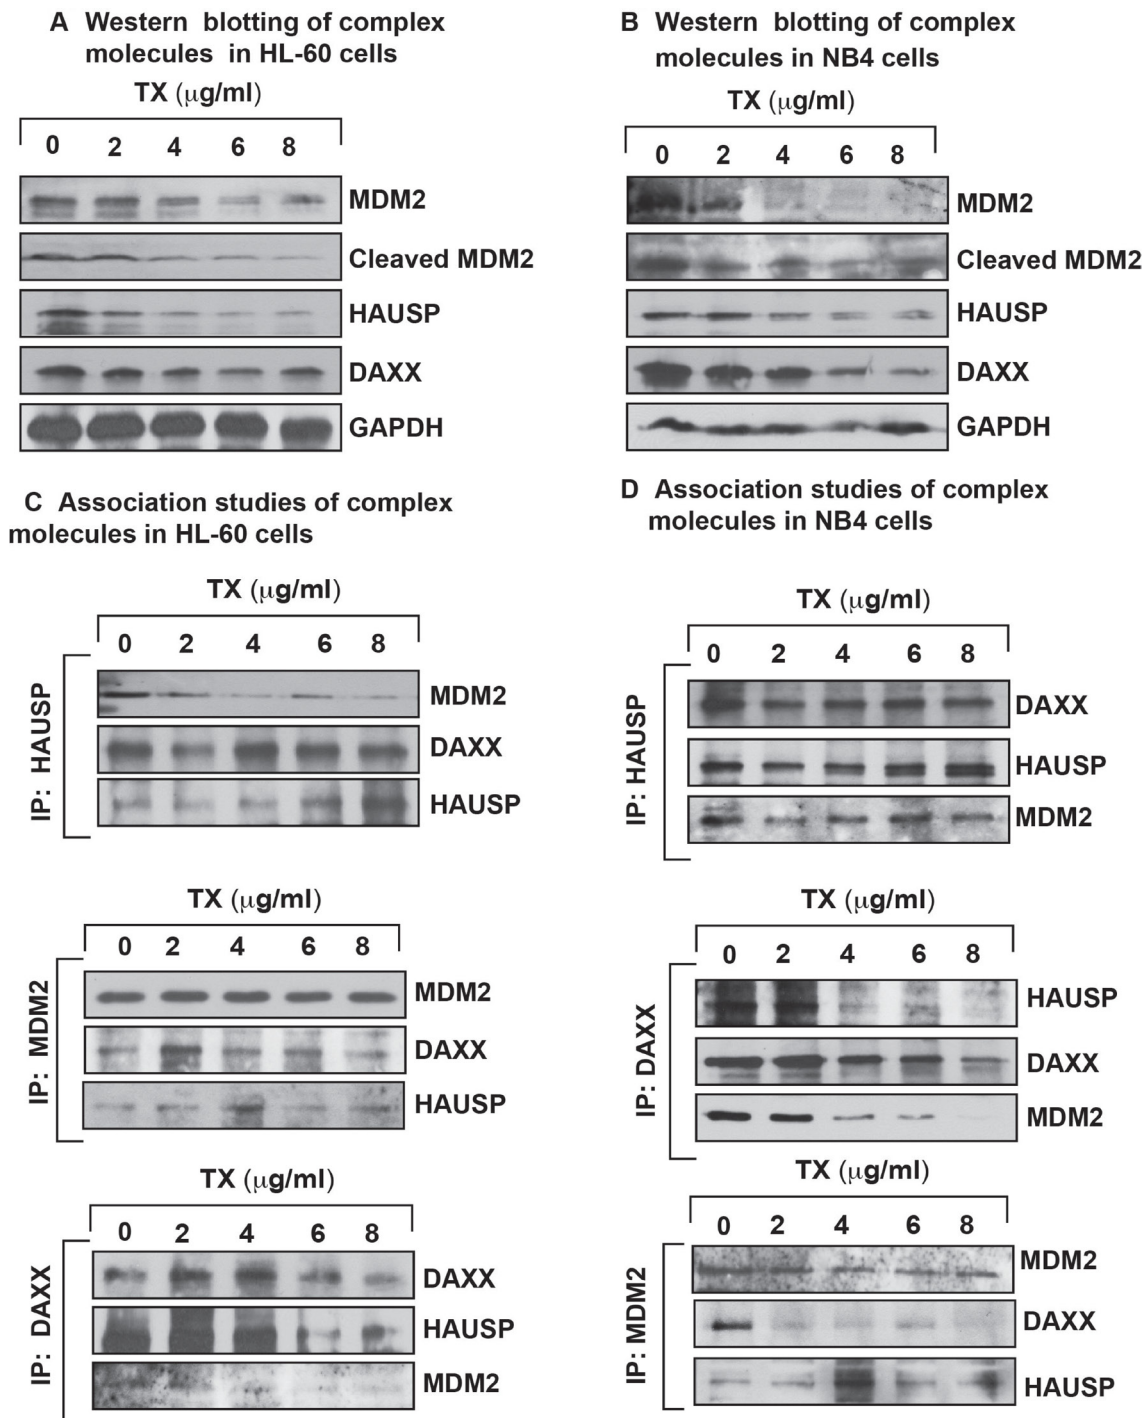 A Western blotting of complex
molecules in HL-60 cells
TX (μg/ml)
0 2 4 6 8
MDM2
Cleaved MDM2
HAUSP
DAXX
GAPDH
B Western blotting of complex
molecules in NB4 cells
TX (μg/ml)
0 2 4 6 8
MDM2
Cleaved MDM2
HAUSP
DAXX
GAPDH
C Association studies of complex
molecules in HL-60 cells
TX (μg/ml)
0 2 4 6 8
IP: HAUSP
MDM2
DAXX
HAUSP
TX (μg/ml)
0 2 4 6 8
IP: MDM2
MDM2
DAXX
HAUSP
TX (μg/ml)
0 2 4 6 8
IP: DAXX
DAXX
HAUSP
MDM2
D Association studies of complex
molecules in NB4 cells
TX (μg/ml)
0 2 4 6 8
IP: HAUSP
DAXX
HAUSP
MDM2
TX (μg/ml)
0 2 4 6 8
IP: DAXX
HAUSP
DAXX
MDM2
TX (μg/ml)
0 2 4 6 8
IP: MDM2
MDM2
DAXX
HAUSP